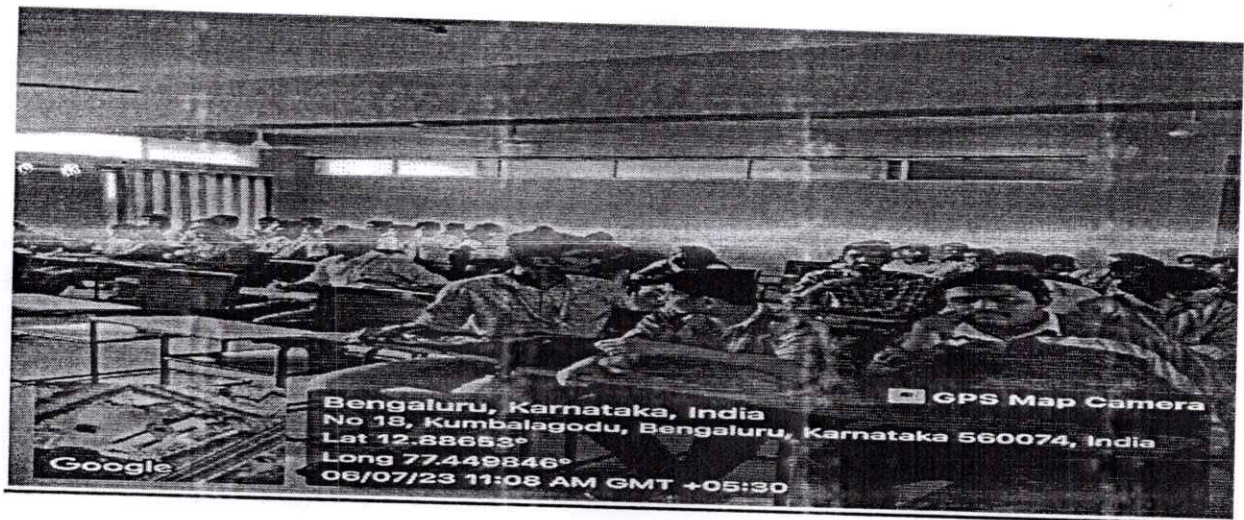 GPS Map Camera
Bengaluru, Karnataka, India
No 18, Kumbalagodu, Bengaluru, Karnataka 560074, India
Lat 12.88653°
Long 77.449846°
06/07/23 11:08 AM GMT +05:30
Google